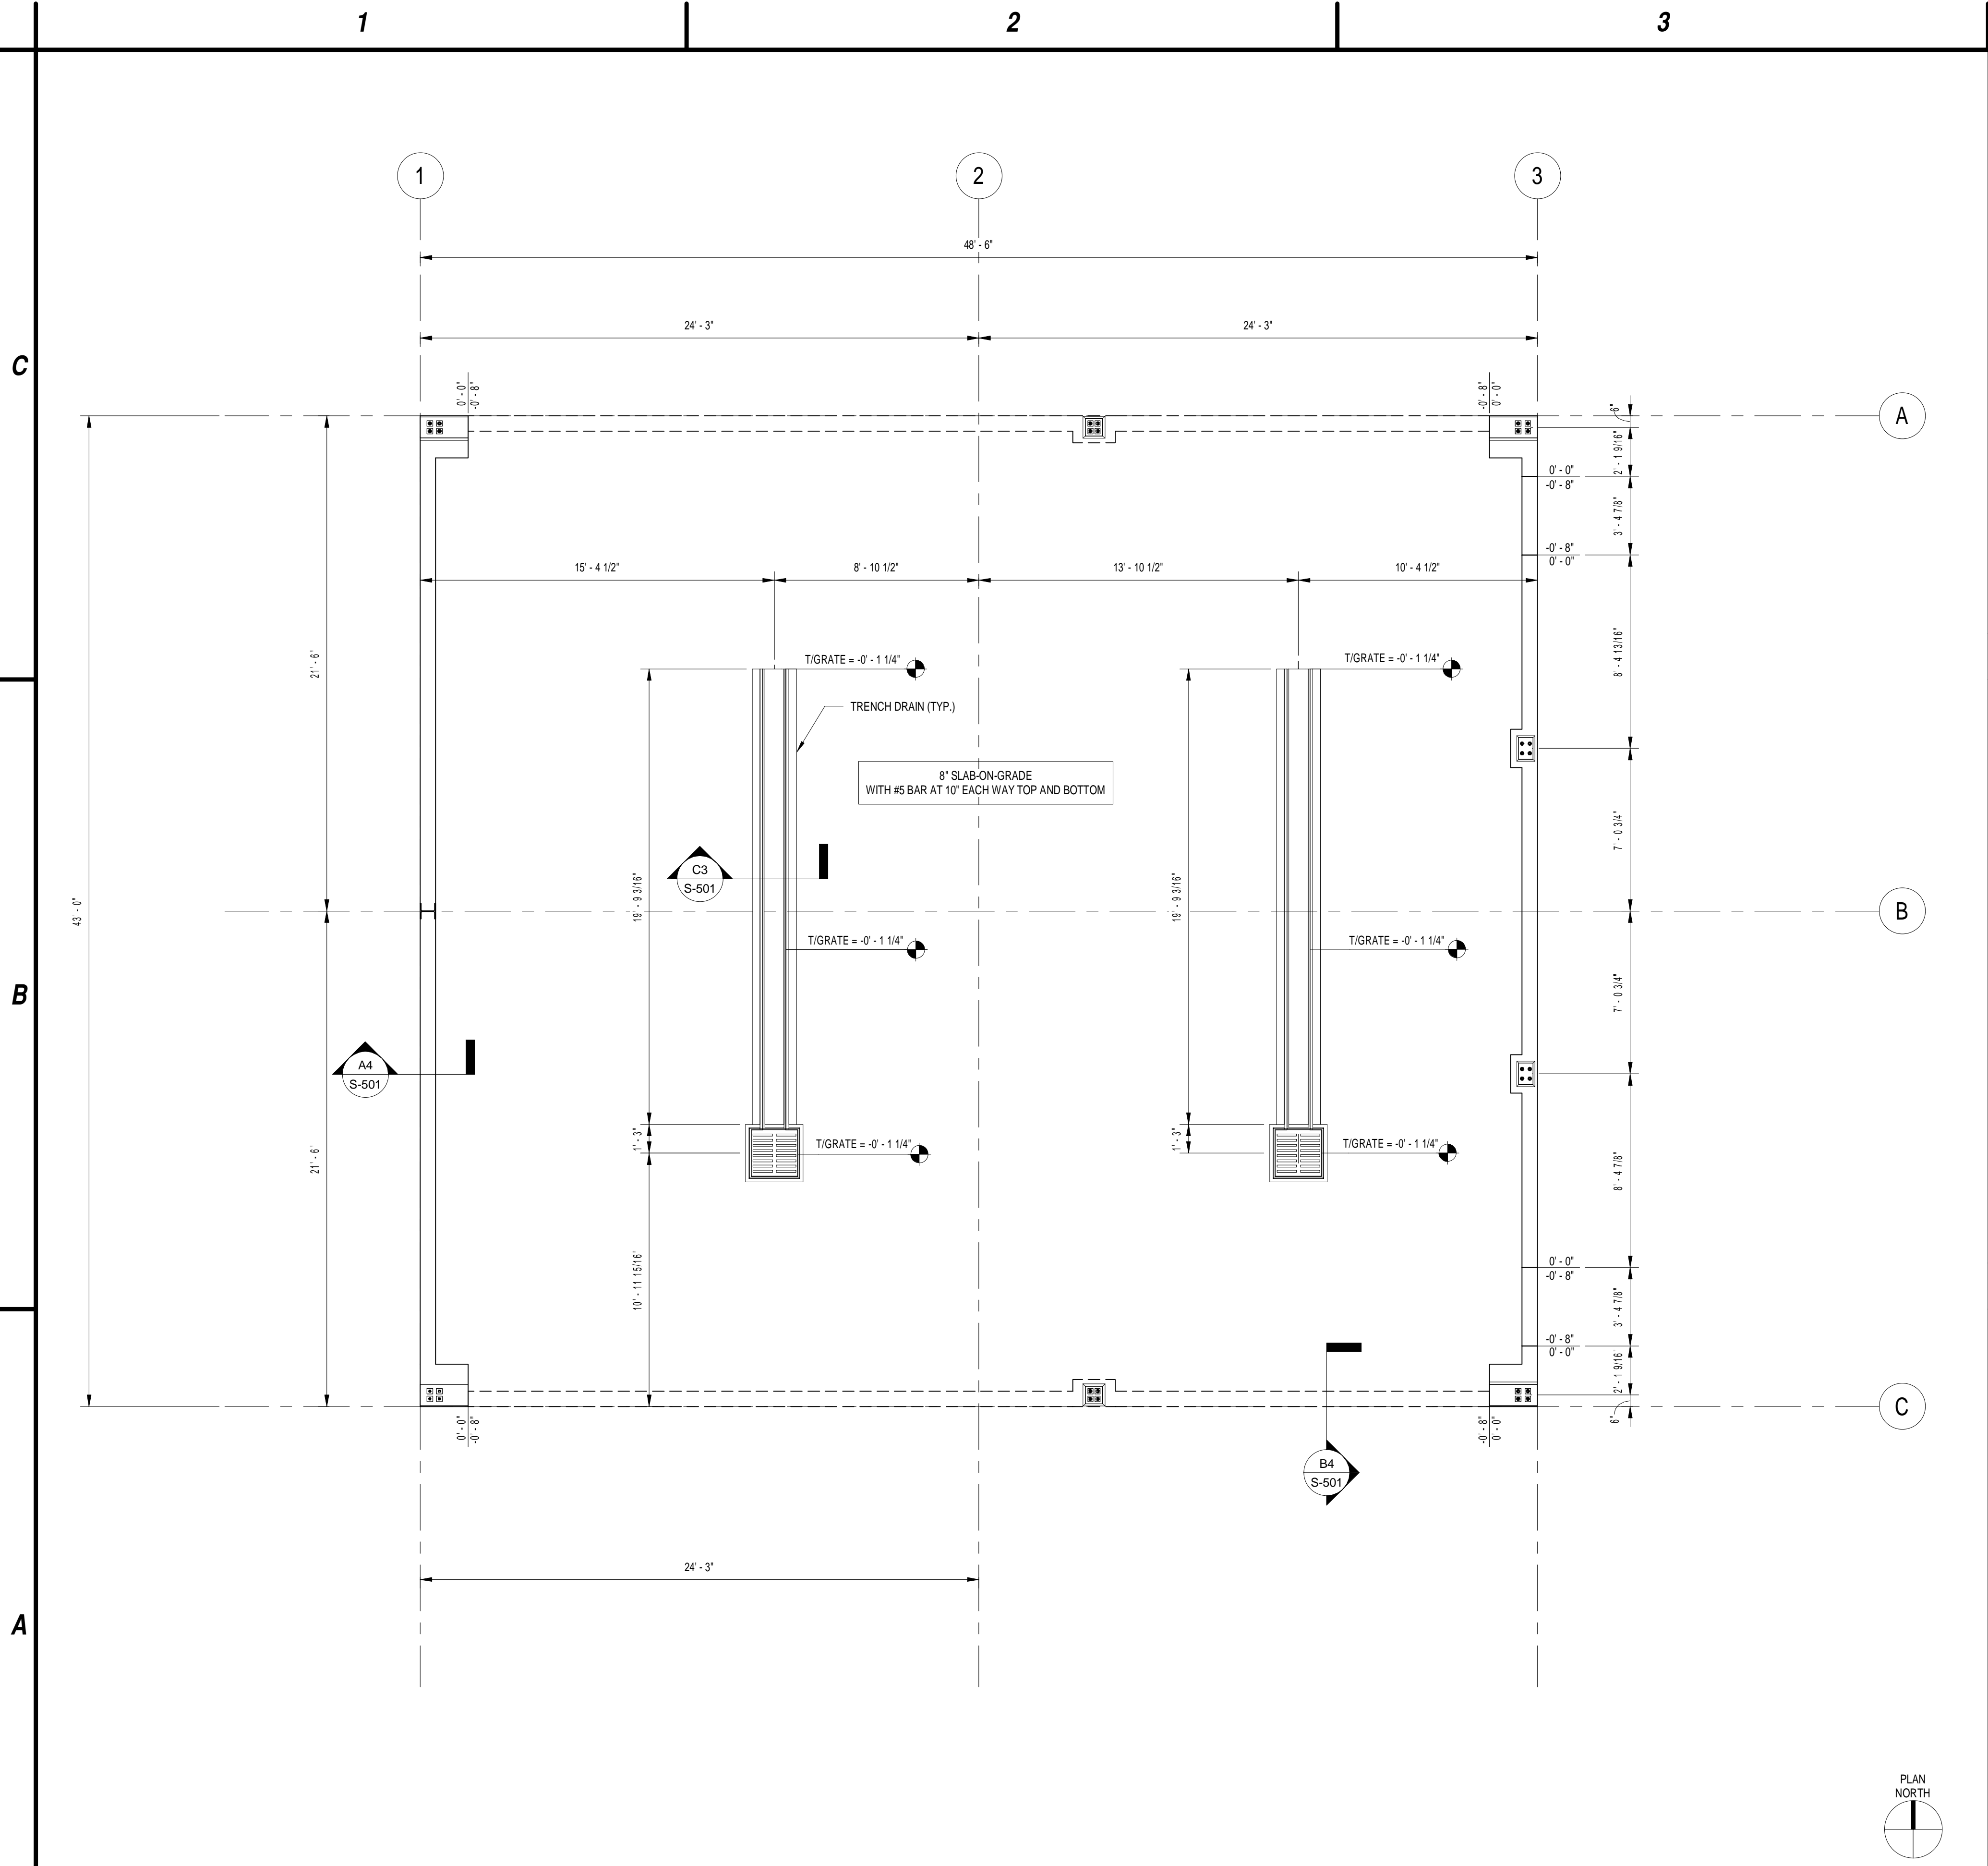 1
2
3
1
2
3
48' - 6"
24' - 3"
24' - 3"
C
0' - 0"
-0' - 8"
-0' - 8"
0' - 0"
6"
A
2' - 1 9/16"
0' - 0"
-0' - 8"
3' - 4 7/8"
-0' - 8"
0' - 0"
15' - 4 1/2"
8' - 10 1/2"
13' - 10 1/2"
10' - 4 1/2"
21' - 6"
8' - 4 13/16"
T/GRATE = -0' - 1 1/4"
T/GRATE = -0' - 1 1/4"
TRENCH DRAIN (TYP.)
8" SLAB-ON-GRADE
WITH #5 BAR AT 10" EACH WAY TOP AND BOTTOM
7' - 0 3/4"
C3
S-501
19' - 9 3/16"
19' - 9 3/16"
43' - 0"
B
T/GRATE = -0' - 1 1/4"
T/GRATE = -0' - 1 1/4"
B
7' - 0 3/4"
A4
S-501
1' - 3"
1' - 3"
T/GRATE = -0' - 1 1/4"
T/GRATE = -0' - 1 1/4"
21' - 6"
8' - 4 7/8"
10' - 11 15/16"
0' - 0"
-0' - 8"
3' - 4 7/8"
-0' - 8"
0' - 0"
2' - 1 9/16"
6"
C
0' - 0"
-0' - 8"
-0' - 8"
0' - 0"
B4
S-501
24' - 3"
A
PLAN
NORTH